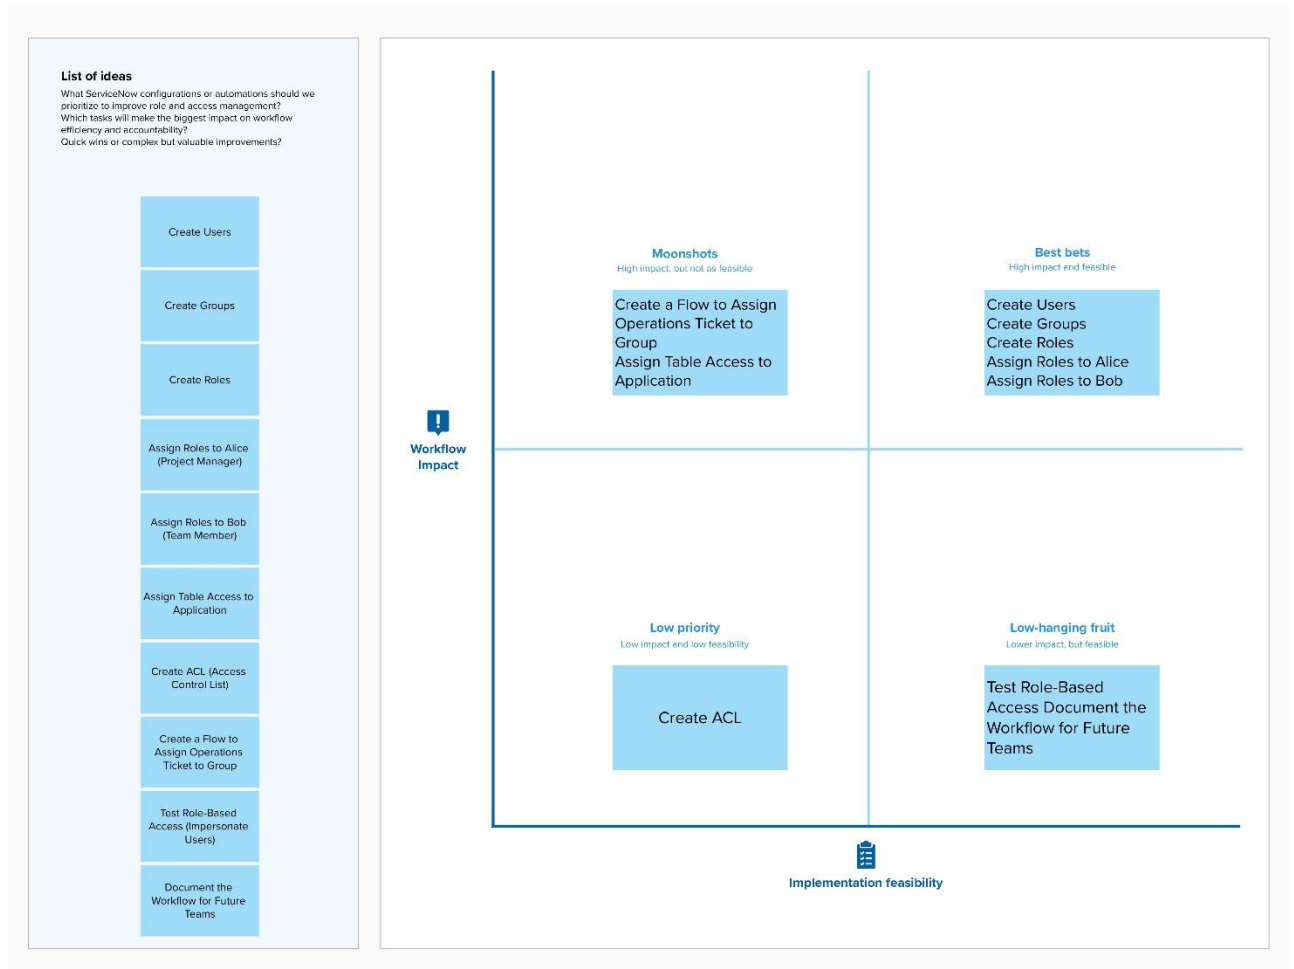 List of ideas
What ServiceNow configurations or automations should we
prioritize to improve role and access management?
Which tasks will make the biggest impact on workflow
efficiency and accountability?
Quick wins or complex but valuable improvements?
Create Users
Create Groups
Create Roles
Assign Roles to Alice
(Project Manager)
Assign Roles to Bob
(Team Member)
Assign Table Access to
Application
Create ACL (Access
Control List)
Create a Flow to
Assign Operations
Ticket to Group
Test Role-Based
Access (Impersonate
Users)
Document the
Workflow for Future
Teams
Moonshots
High impact, but not as feasible
Create a Flow to Assign
Operations Ticket to
Group
Assign Table Access to
Application
Best bets
High impact and feasible
Create Users
Create Groups
Create Roles
Assign Roles to Alice
Assign Roles to Bob
Workflow
Impact
Low priority
Low impact and low feasibility
Create ACL
Low-hanging fruit
Lower impact, but feasible
Test Role-Based
Access Document the
Workflow for Future
Teams
Implementation feasibility